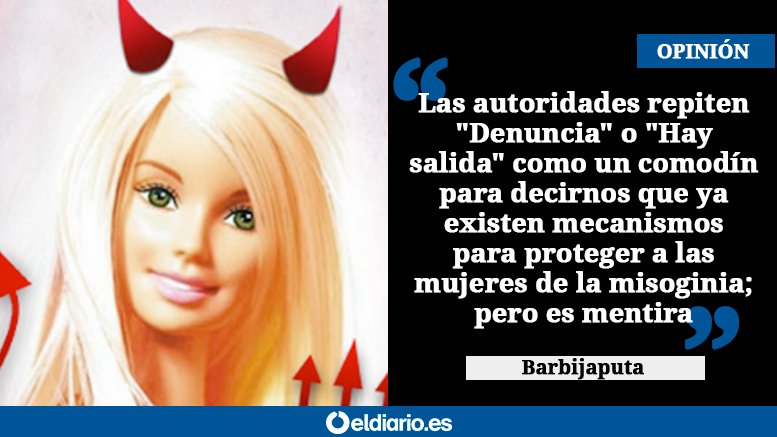 OPINIÓN
“Las autoridades repiten
"Denuncia" o "Hay
salida" como un comodín
para decirnos que ya
existen mecanismos
para proteger a las
mujeres de la misoginia;
pero es mentira”
Barbijaputa
eldiario.es